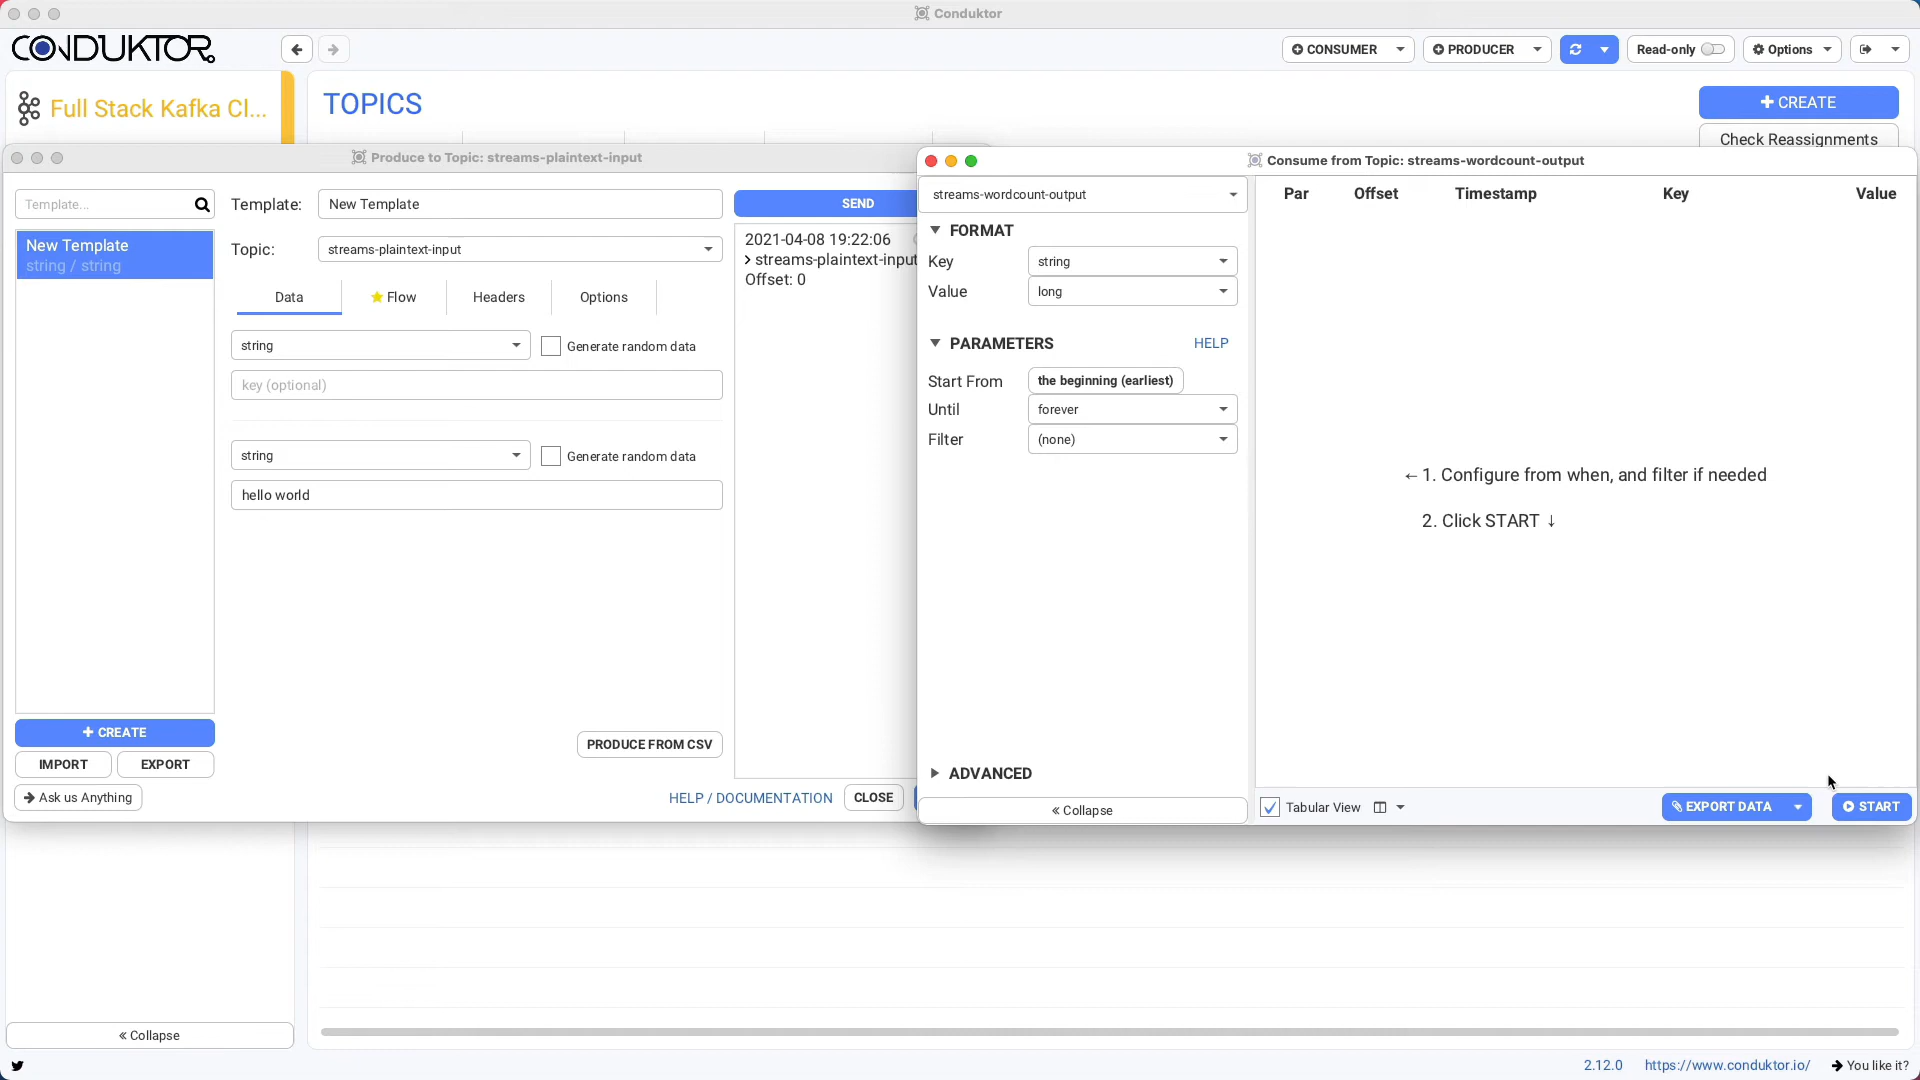 Conduktor
CONDUKTOR
CONSUMER
PRODUCER
Read-only
Options
Full Stack Kafka Cl...
TOPICS
CREATE
Check Reassignments
Produce to Topic: streams-plaintext-input
Template...
Template:
New Template
SEND
New Template
string / string
Topic:
streams-plaintext-input
2021-04-08 19:22:06
streams-plaintext-input
Offset: 0
Data
Flow
Headers
Options
string
Generate random data
key (optional)
string
Generate random data
hello world
PRODUCE FROM CSV
CREATE
IMPORT
EXPORT
Ask us Anything
HELP / DOCUMENTATION
CLOSE
Consume from Topic: streams-wordcount-output
streams-wordcount-output
FORMAT
Key
string
Value
long
PARAMETERS
HELP
Start From
the beginning (earliest)
Until
forever
Filter
(none)
ADVANCED
« Collapse
Par
Offset
Timestamp
Key
Value
←1. Configure from when, and filter if needed
2. Click START ↓
Tabular View
EXPORT DATA
START
« Collapse
2.12.0
https://www.conduktor.io/
You like it?